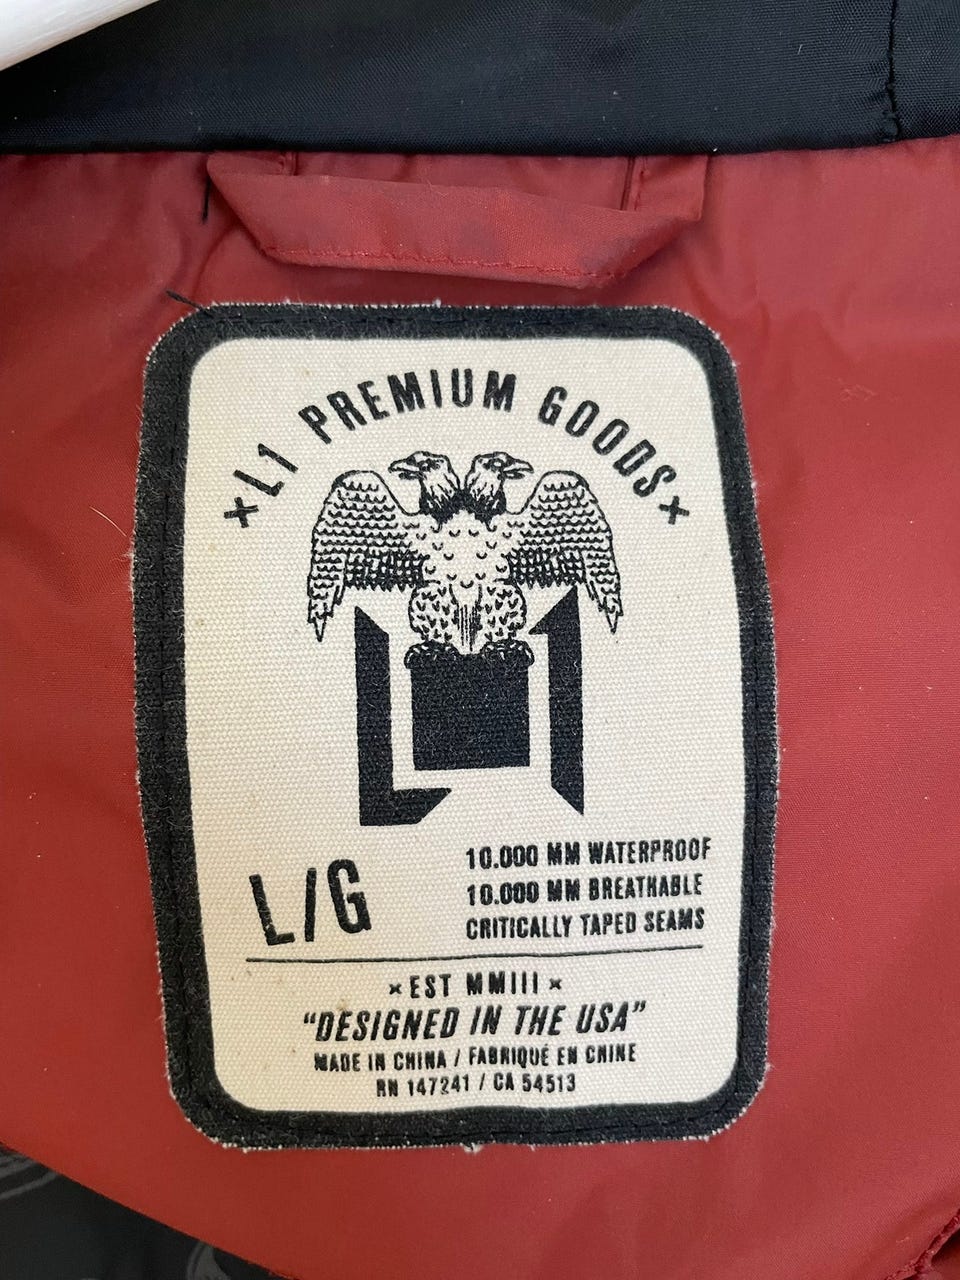 ×L1 PREMIUM GOODS×
L1
L/G
10.000 MM WATERPROOF
10.000 MM BREATHABLE
CRITICALLY TAPED SEAMS
×EST MMIII×
"DESIGNED IN THE USA"
MADE IN CHINA / FABRIQUÉ EN CHINE
RN 147241 / CA 54513